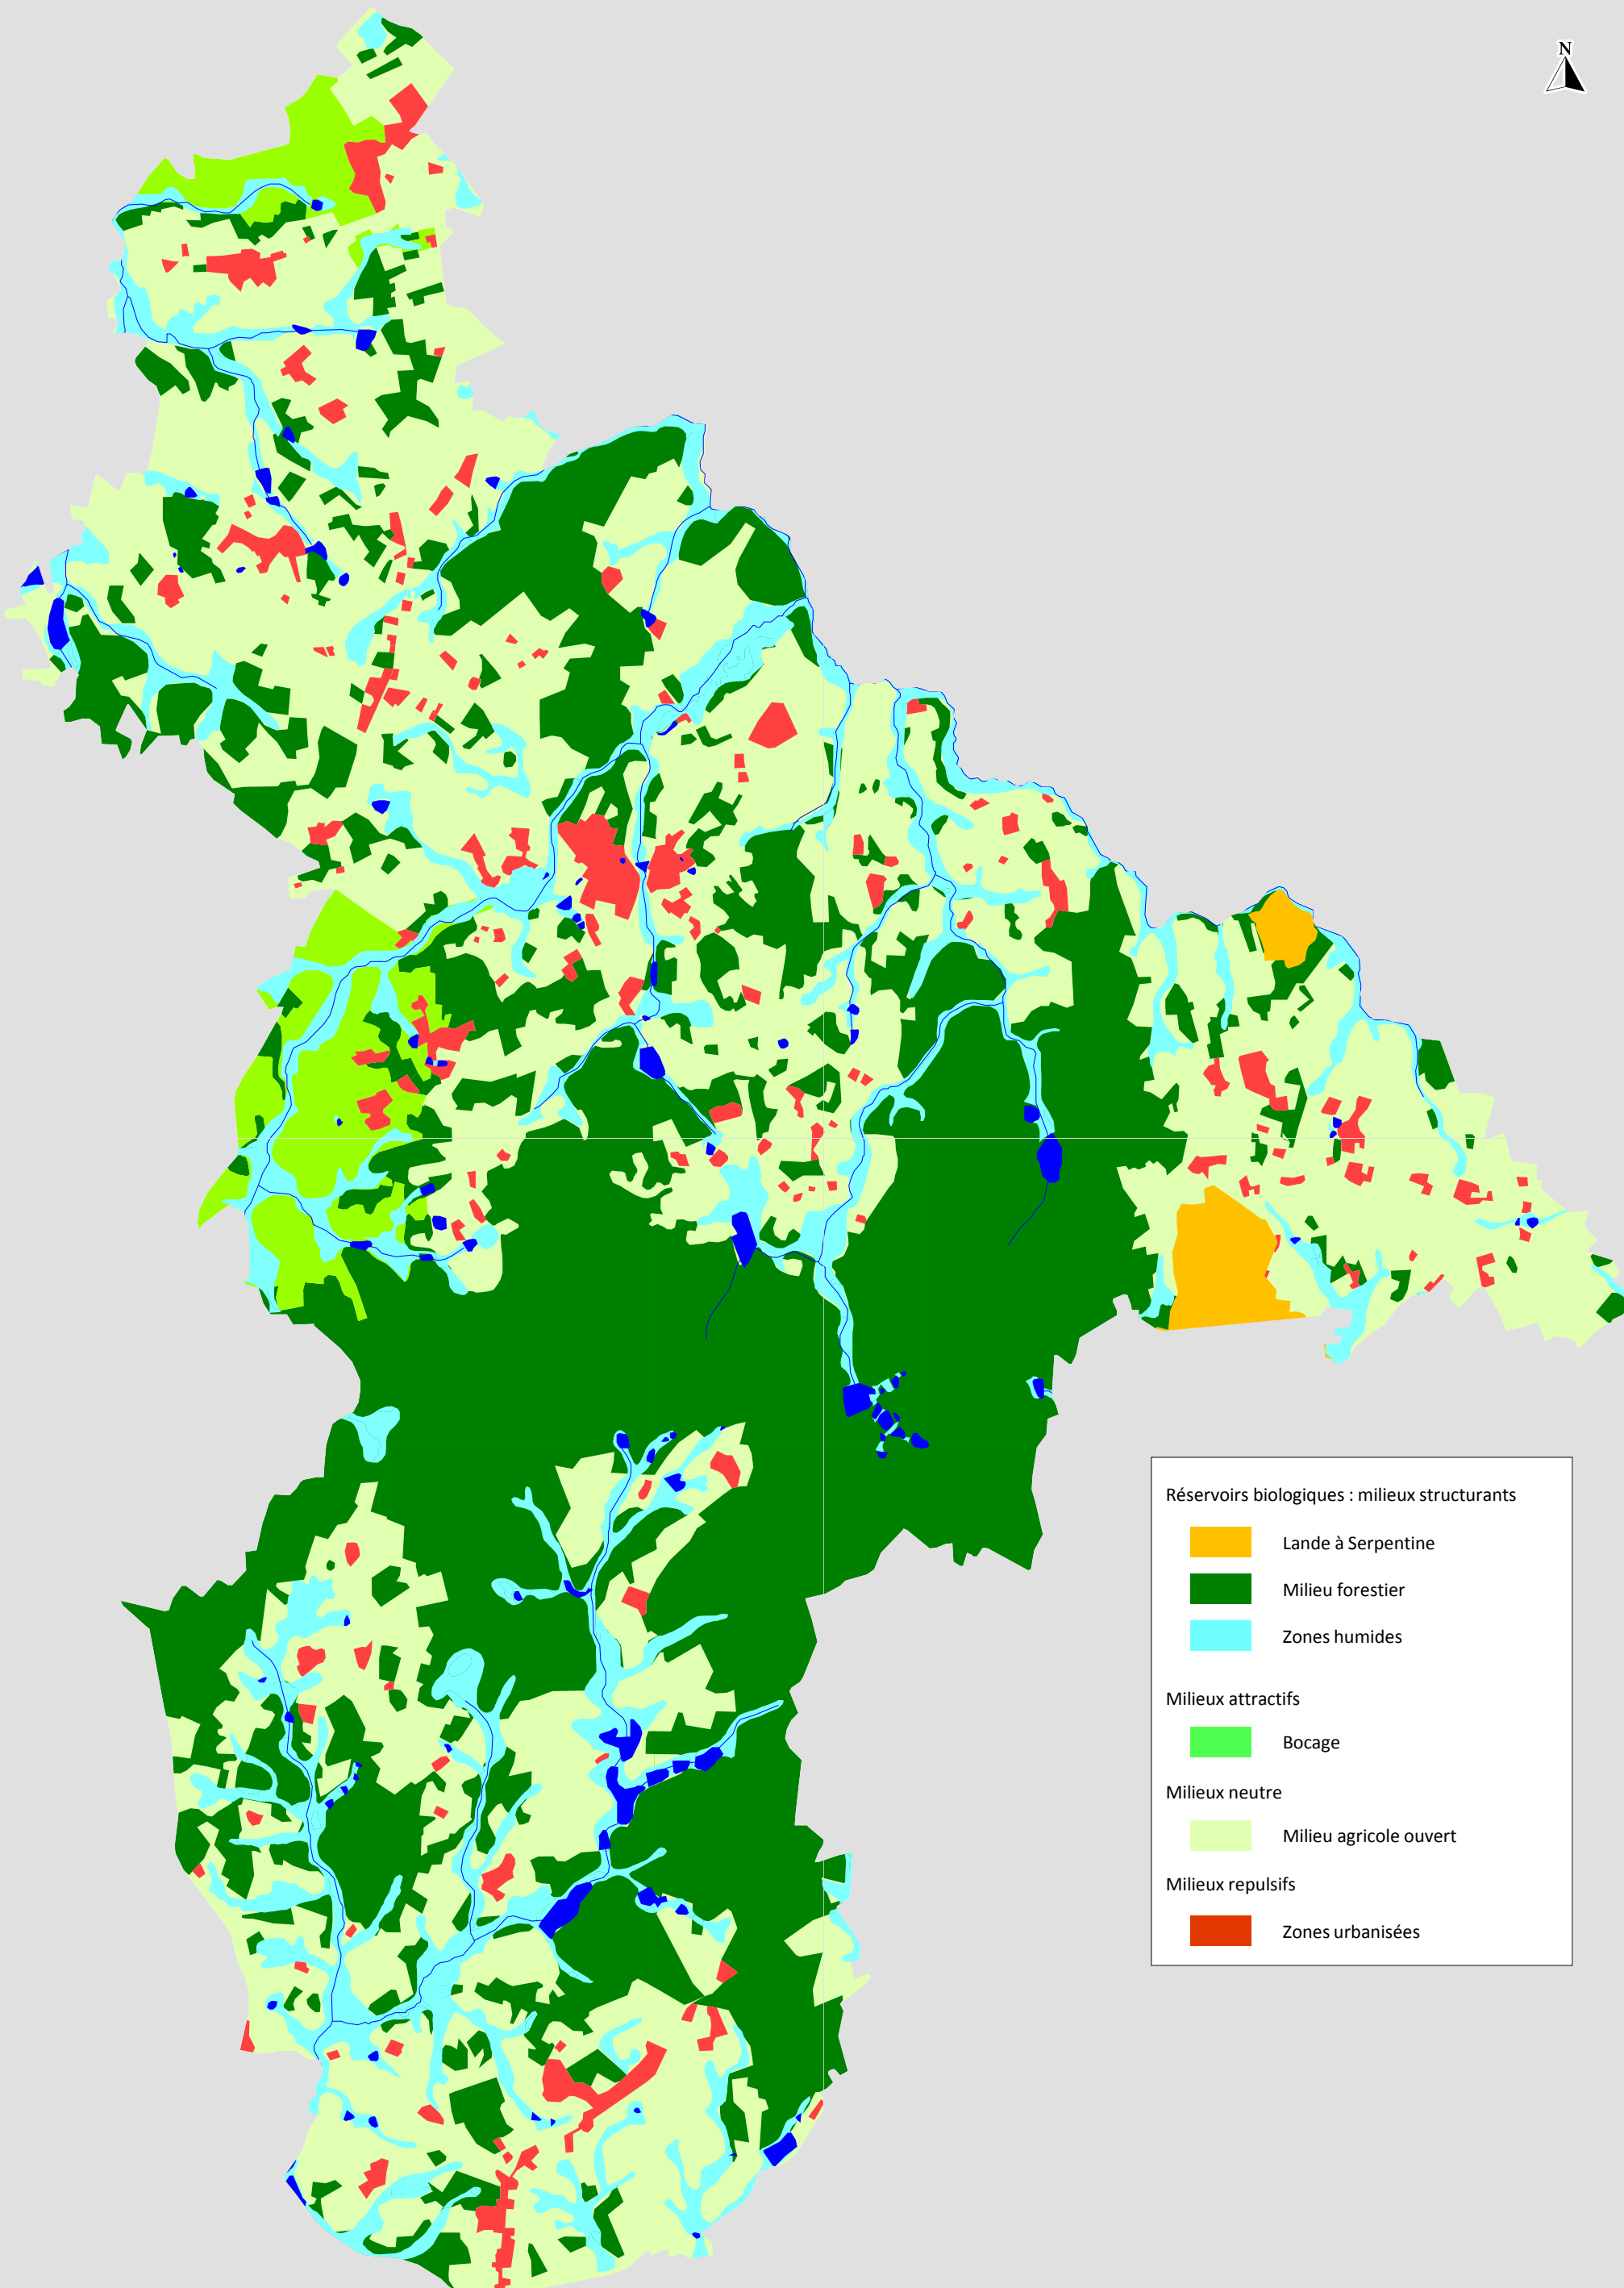 N
Réservoirs biologiques : milieux structurants
Lande à Serpentine
Milieu forestier
Zones humides
Milieux attractifs
Bocage
Milieux neutre
Milieu agricole ouvert
Milieux repulsifs
Zones urbanisées